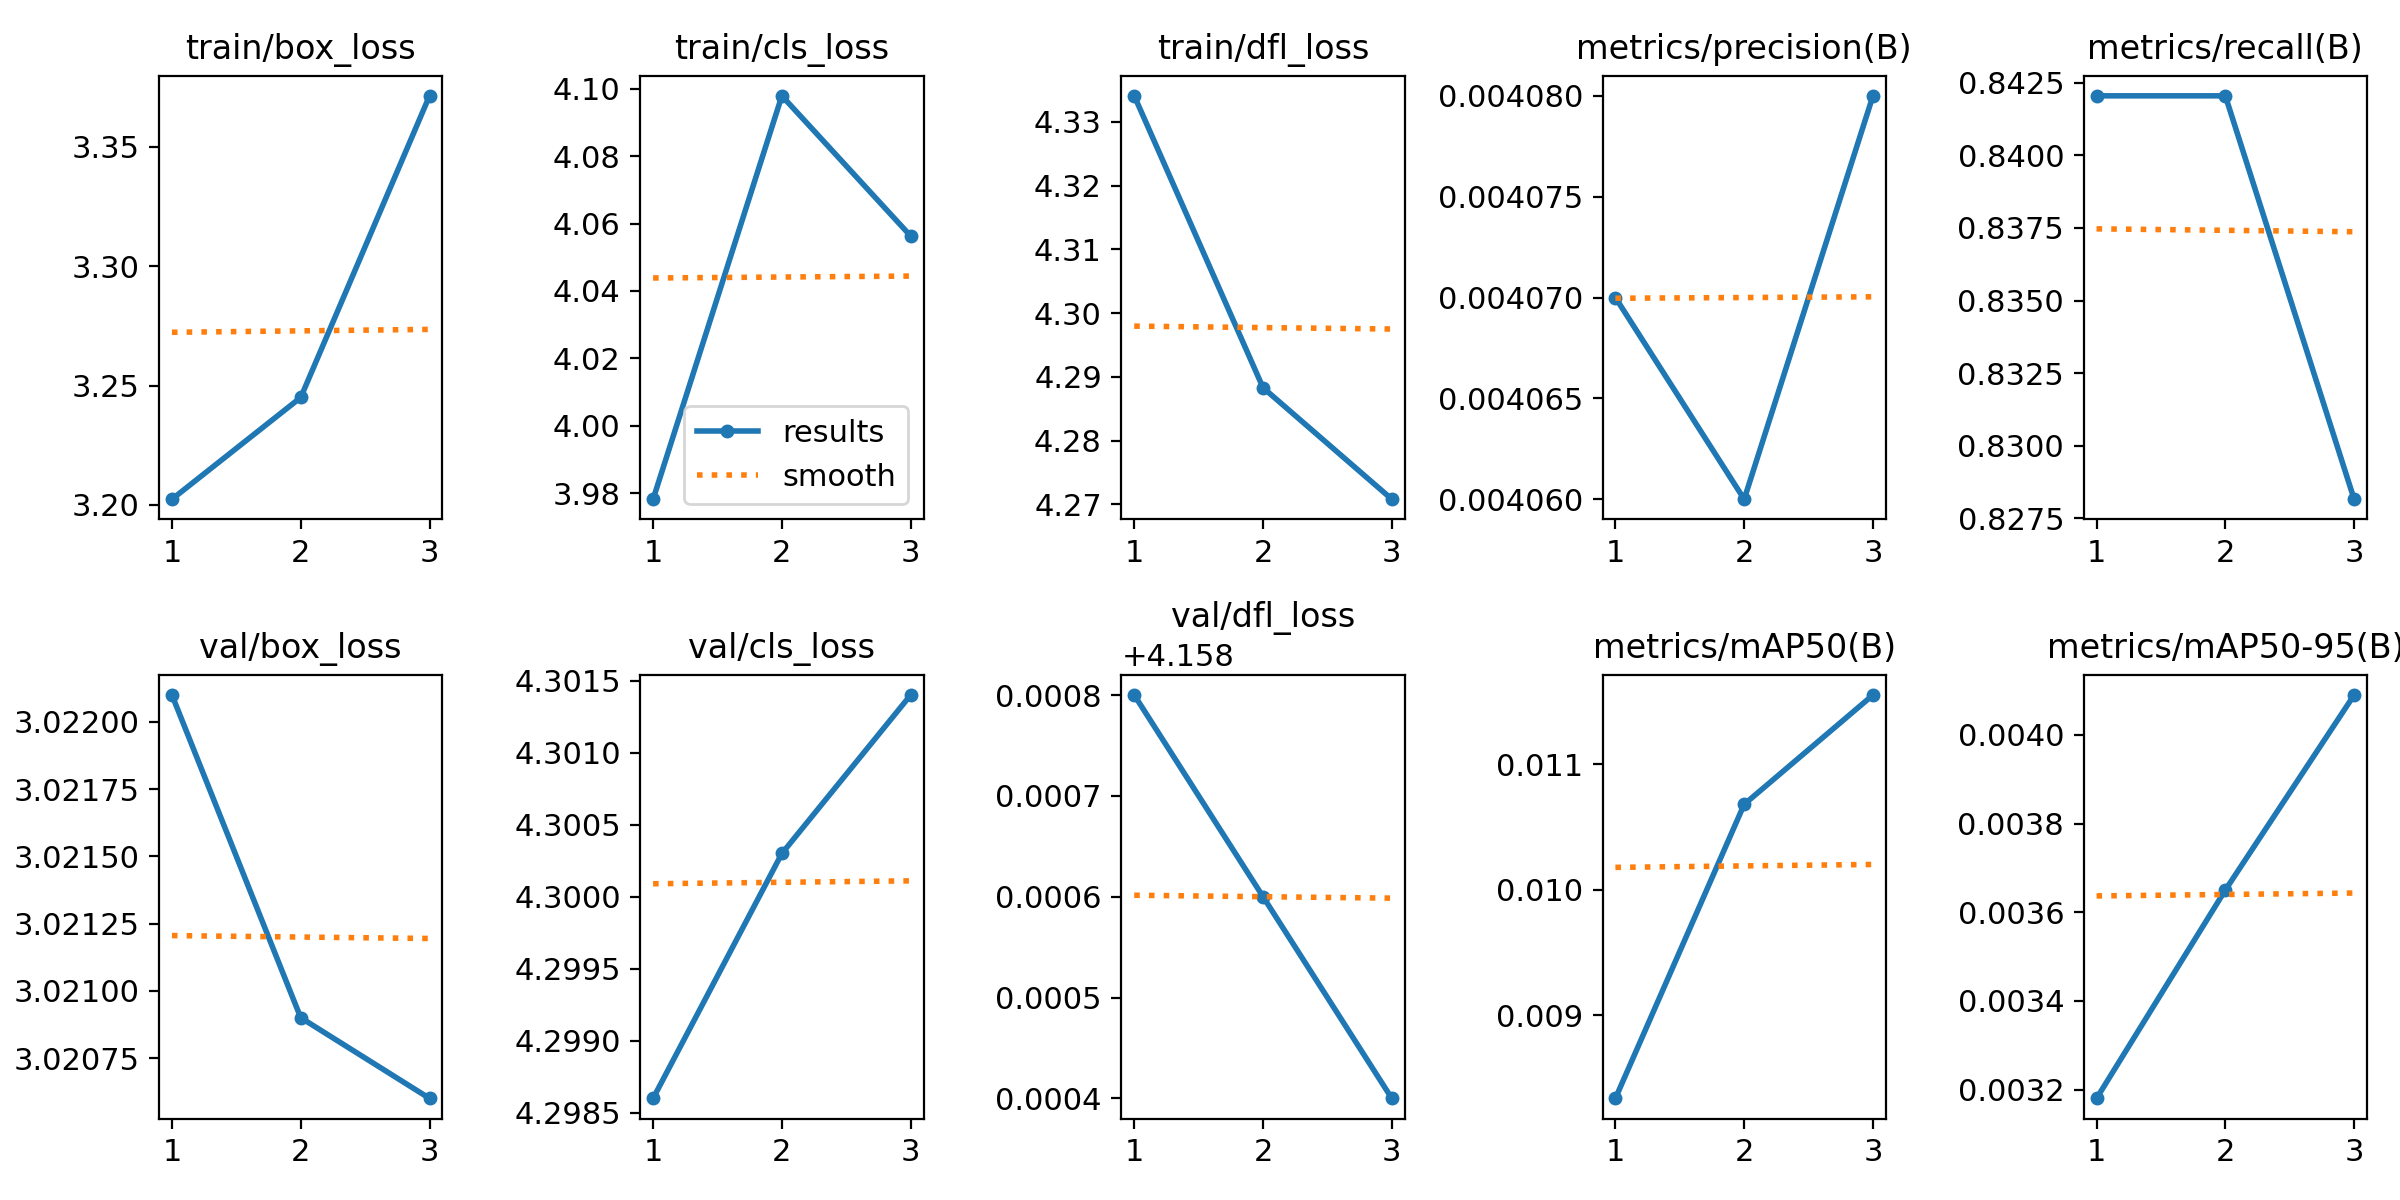 train/box_loss
3.35
3.30
3.25
3.20
1 2 3
train/cls_loss
4.10
4.08
4.06
4.04
4.02
4.00
3.98
results
smooth
1 2 3
train/dfl_loss
4.33
4.32
4.31
4.30
4.29
4.28
4.27
1 2 3
metrics/precision(B)
0.004080
0.004075
0.004070
0.004065
0.004060
1 2 3
metrics/recall(B)
0.8425
0.8400
0.8375
0.8350
0.8325
0.8300
0.8275
1 2 3
val/box_loss
3.02200
3.02175
3.02150
3.02125
3.02100
3.02075
1 2 3
val/cls_loss
4.3015
4.3010
4.3005
4.3000
4.2995
4.2990
4.2985
1 2 3
val/dfl_loss
+4.158
0.0008
0.0007
0.0006
0.0005
0.0004
1 2 3
metrics/mAP50(B)
0.011
0.010
0.009
1 2 3
metrics/mAP50-95(B)
0.0040
0.0038
0.0036
0.0034
0.0032
1 2 3